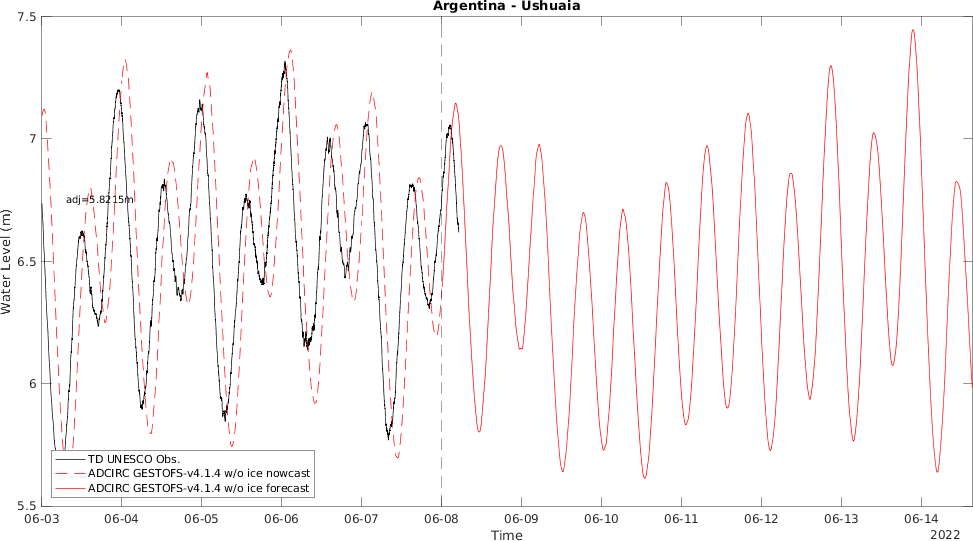 Argentina - Ushuaia
7.5
7
6.5
6
5.5
Water Level (m)
adj=5.8215m
TD UNESCO Obs.
ADCIRC GESTOFS-v4.1.4 w/o ice nowcast
ADCIRC GESTOFS-v4.1.4 w/o ice forecast
06-03 06-04 06-05 06-06 06-07 06-08 06-09 06-10 06-11 06-12 06-13 06-14
2022
Time